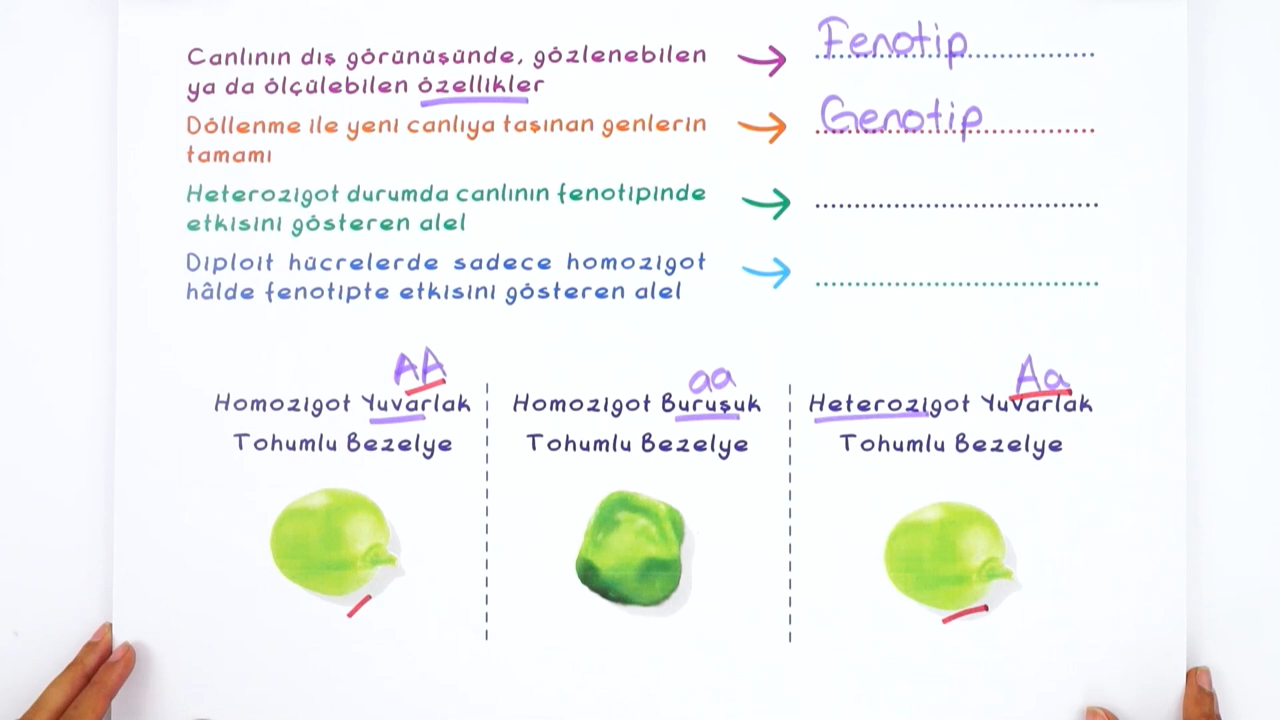 Canlının dış görünüşünde, gözlenebilen
ya da ölçülebilen özellikler
Fenotip
Döllenme ile yeni canlıya taşınan genlerin
tamamı
Genotip
Heterozigot durumda canlının fenotipinde
etkisini gösteren alel
Diploit hücrelerde sadece homozigot
hâlde fenotipte etkisini gösteren alel
AA
Homozigot Yuvarlak
Tohumlu Bezelye
aa
Homozigot Buruşuk
Tohumlu Bezelye
Aa
Heterozigot Yuvarlak
Tohumlu Bezelye